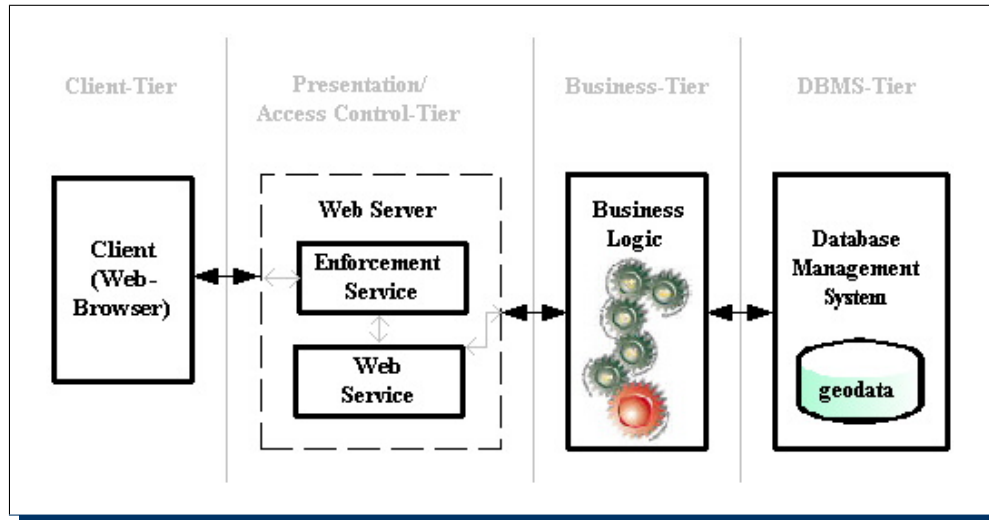 Client-Tier
Presentation/
Access Control-Tier
Business-Tier
DBMS-Tier
Client
(Web-
Browser)
Web Server
Enforcement
Service
Web
Service
Business
Logic
Database
Management
System
geodata